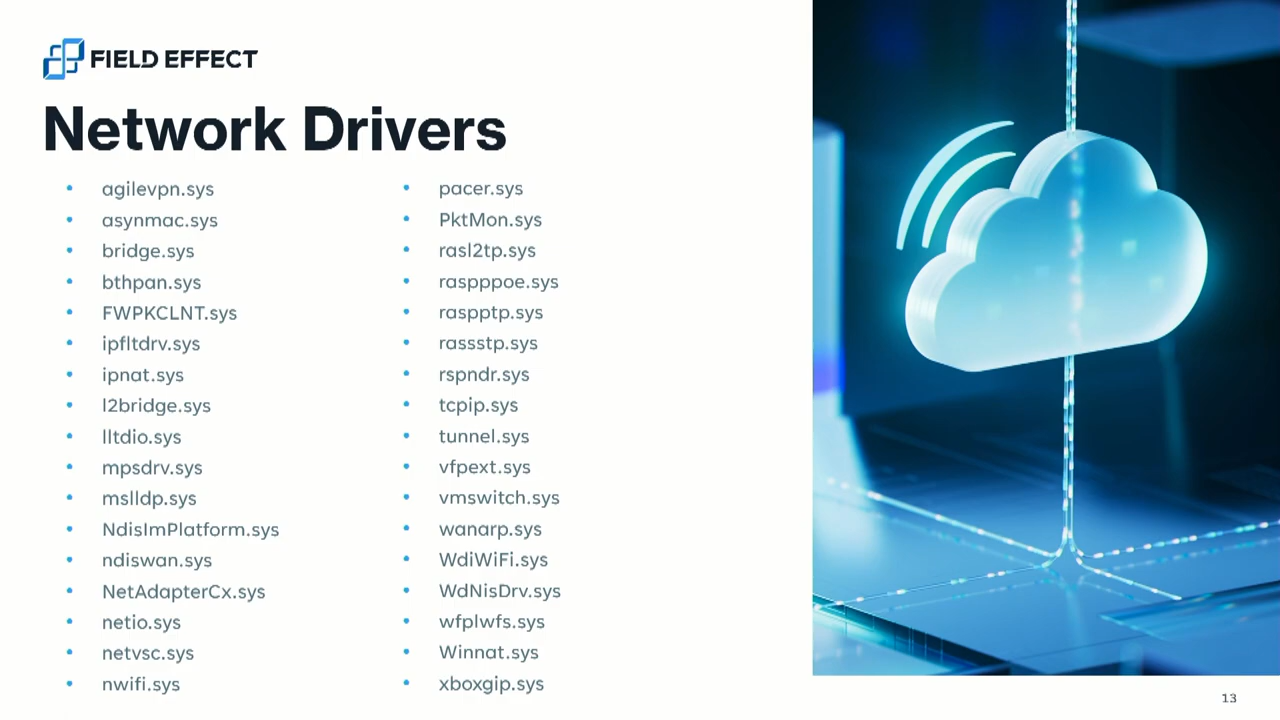 FIELD EFFECT
Network Drivers
• agilevpn.sys
• asynmac.sys
• bridge.sys
• bthpan.sys
• FWPKCLNT.sys
• ipfltdrv.sys
• ipnat.sys
• l2bridge.sys
• lltdio.sys
• mpsdrv.sys
• mslldp.sys
• NdisImPlatform.sys
• ndiswan.sys
• NetAdapterCx.sys
• netio.sys
• netvsc.sys
• nwifi.sys
• pacer.sys
• PktMon.sys
• rasl2tp.sys
• raspppoe.sys
• raspptp.sys
• rassstp.sys
• rspndr.sys
• tcpip.sys
• tunnel.sys
• vfpext.sys
• vmswitch.sys
• wanarp.sys
• WdiWiFi.sys
• WdNisDrv.sys
• wfplwfs.sys
• Winnat.sys
• xboxgip.sys
13